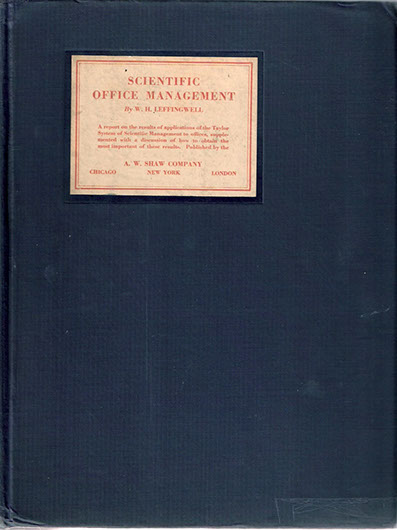 SCIENTIFIC
OFFICE MANAGEMENT
By W. H. LEFFINGWELL
A report on the results of applications of the Taylor
System of Scientific Management to offices, supple-
mented with a discussion of how to obtain the
most important of these results. Published by the
A. W. SHAW COMPANY
CHICAGO NEW YORK LONDON